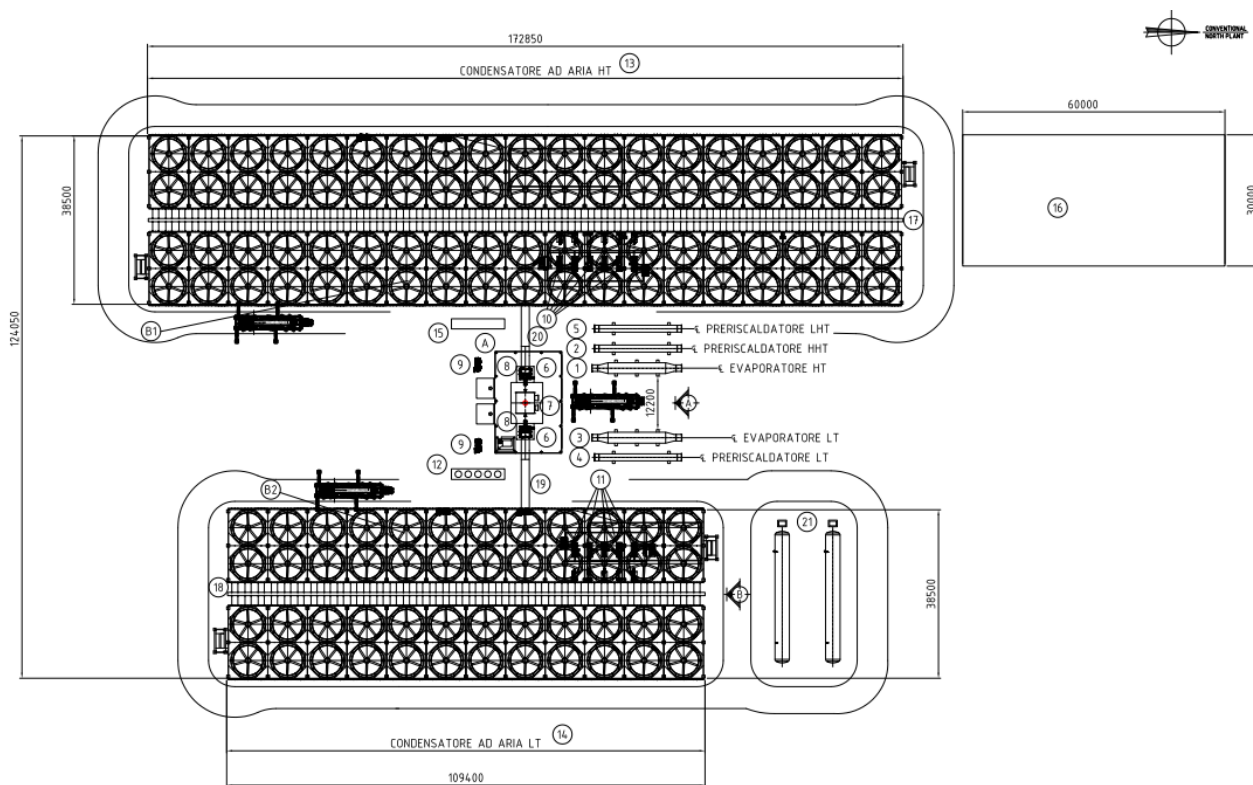 CONVENTIONAL
NORTH PLANT
172850
CONDENSATORE AD ARIA HT 13
60000
124050
38500
30000
16
17
B1
15
10
20
A
5 ℄ PRERISCALDATORE LHT
2 ℄ PRERISCALDATORE HHT
9
8
6
1 ℄ EVAPORATORE HT
7
12200
A
8
6
3 ℄ EVAPORATORE LT
9
4 ℄ PRERISCALDATORE LT
12
B2
19
11
21
18
B
38500
CONDENSATORE AD ARIA LT 14
109400